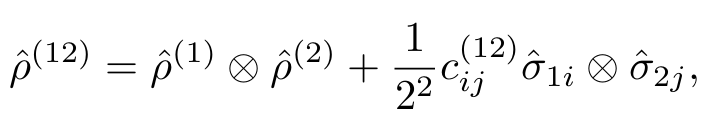 $\hat{\rho}^{(12)} = \hat{\rho}^{(1)} \otimes \hat{\rho}^{(2)} + \frac{1}{2^2} c_{ij}^{(12)} \hat{\sigma}_{1i} \otimes \hat{\sigma}_{2j},$